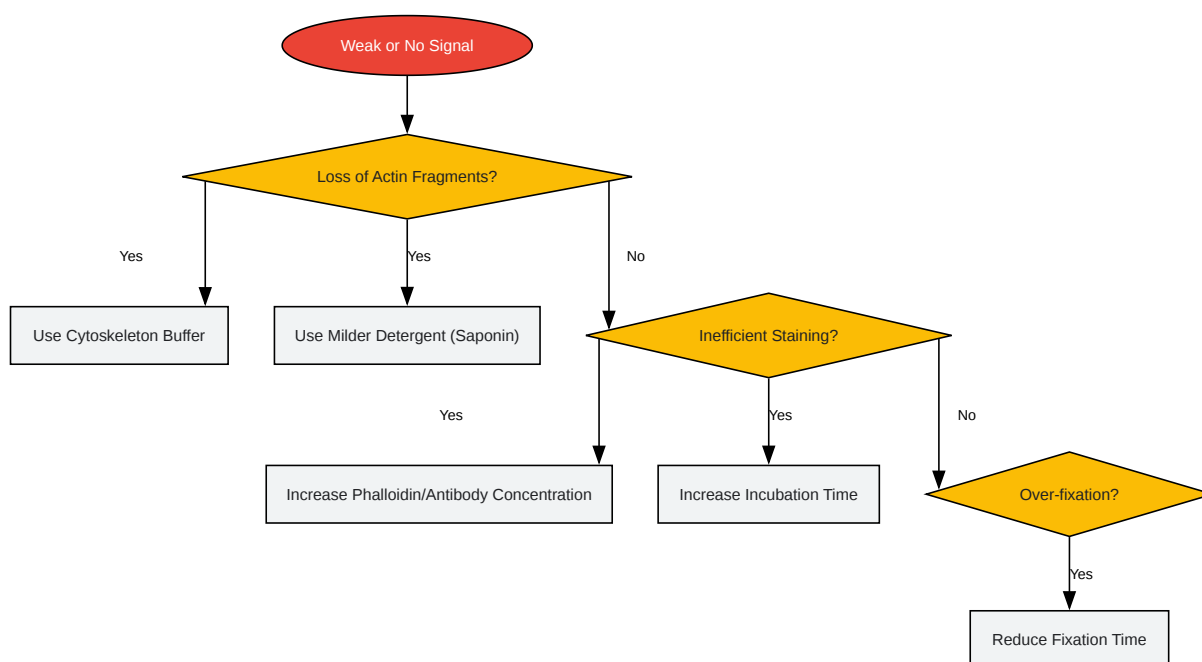 Weak or No Signal
Loss of Actin Fragments?
Yes
Yes
No
Use Cytoskeleton Buffer
Use Milder Detergent (Saponin)
Inefficient Staining?
Yes
Yes
No
Increase Phalloidin/Antibody Concentration
Increase Incubation Time
Over-fixation?
Yes
Reduce Fixation Time